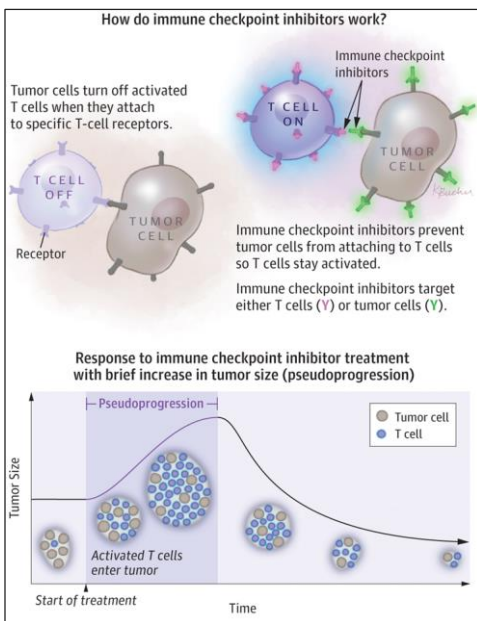 How do immune checkpoint inhibitors work?
Immune checkpoint
inhibitors
Tumor cells turn off activated
T cells when they attach
to specific T-cell receptors.
T CELL
ON
TUMOR
CELL
T CELL
OFF
TUMOR
CELL
Receptor
Immune checkpoint inhibitors prevent
tumor cells from attaching to T cells
so T cells stay activated.
Immune checkpoint inhibitors target
either T cells (Y) or tumor cells (Y).
Response to immune checkpoint inhibitor treatment
with brief increase in tumor size (pseudoprogression)
Pseudoprogression
Tumor cell
T cell
Tumor Size
Activated T cells
enter tumor
Start of treatment
Time